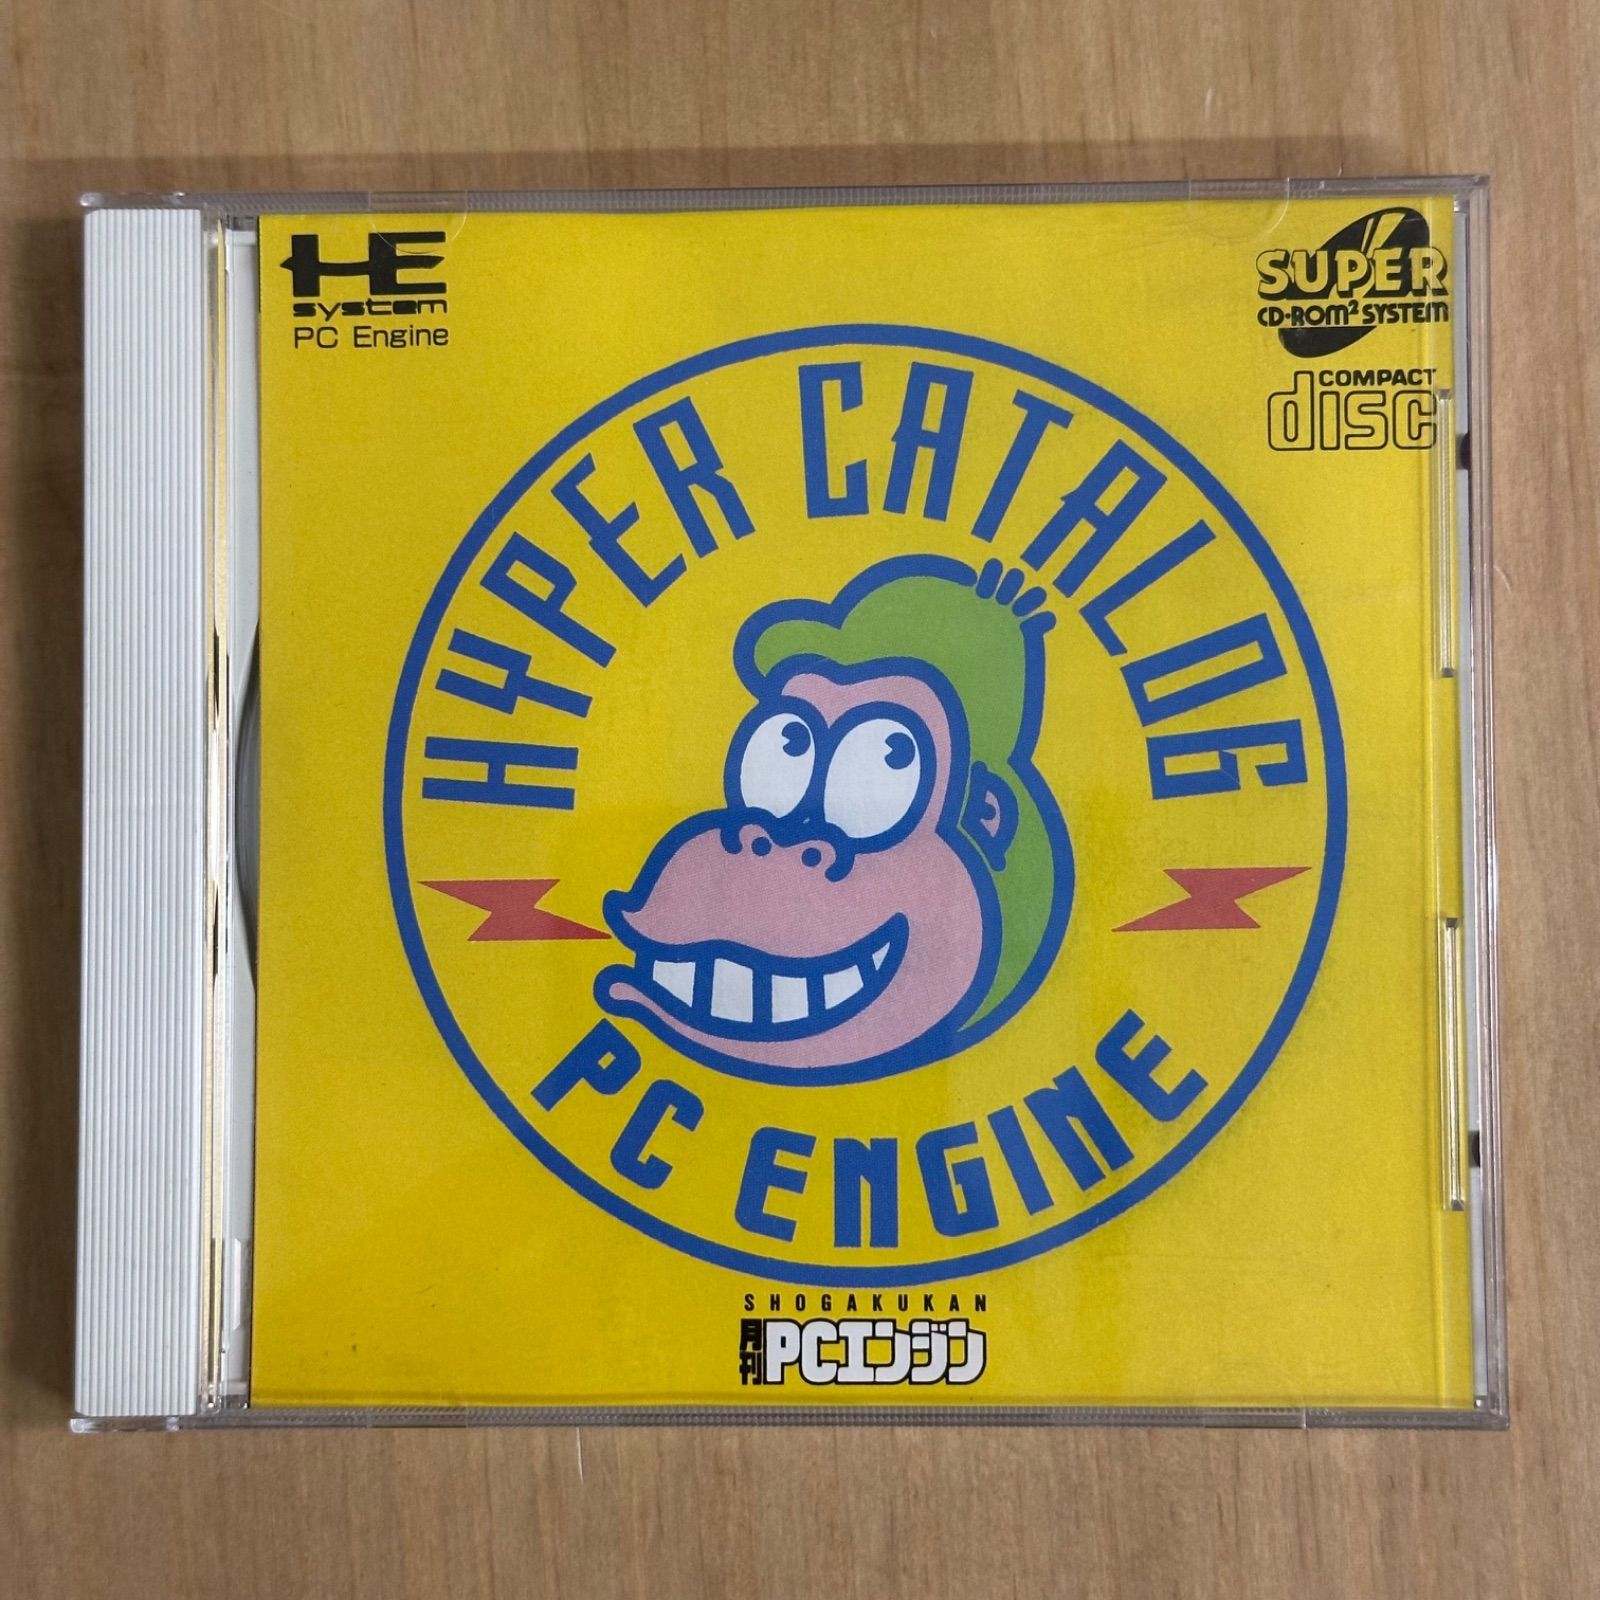 HE
system
PC Engine
SUPER
CD-ROM² SYSTEM
COMPACT
disc
HYPER CATALOG
PC ENGINE
SHOGAKUKAN
月刊PCエンジン